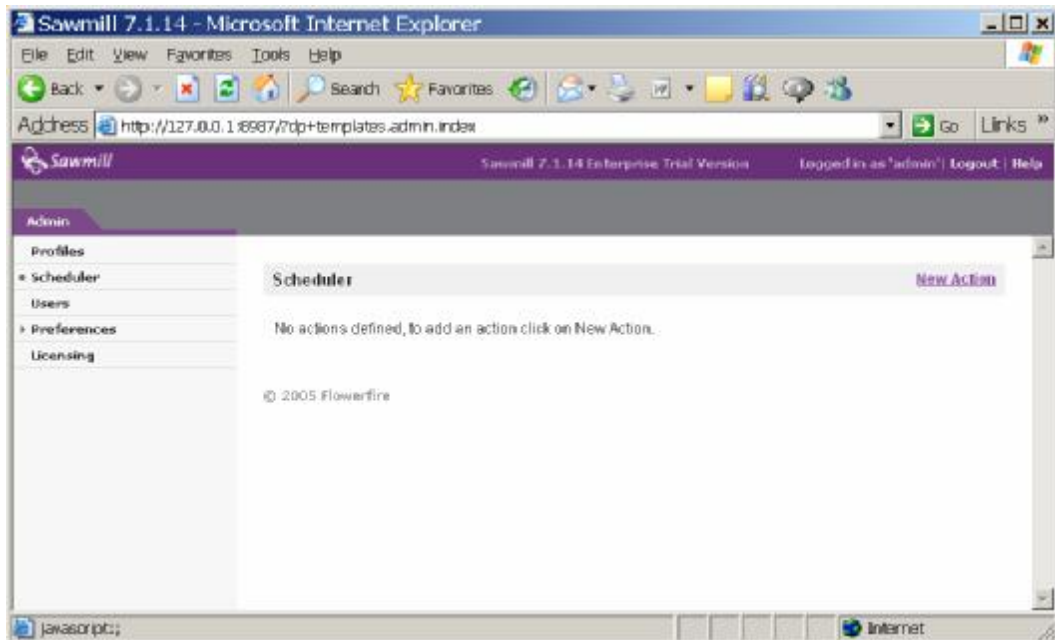 Sawmill 7.1.14 - Microsoft Internet Explorer
File Edit View Favorites Tools Help
Back Search Favorites
Address http://127.0.0.1:8987/?dp+templates.admin.index Go Links »
Sawmill Sawmill 7.1.14 Enterprise Trial Version Logged in as 'admin' | Logout | Help
Admin
Profiles
Scheduler
Users
Preferences
Licensing
Scheduler New Action
No actions defined, to add an action click on New Action.
© 2005 Flowerfire
javascript:; Internet